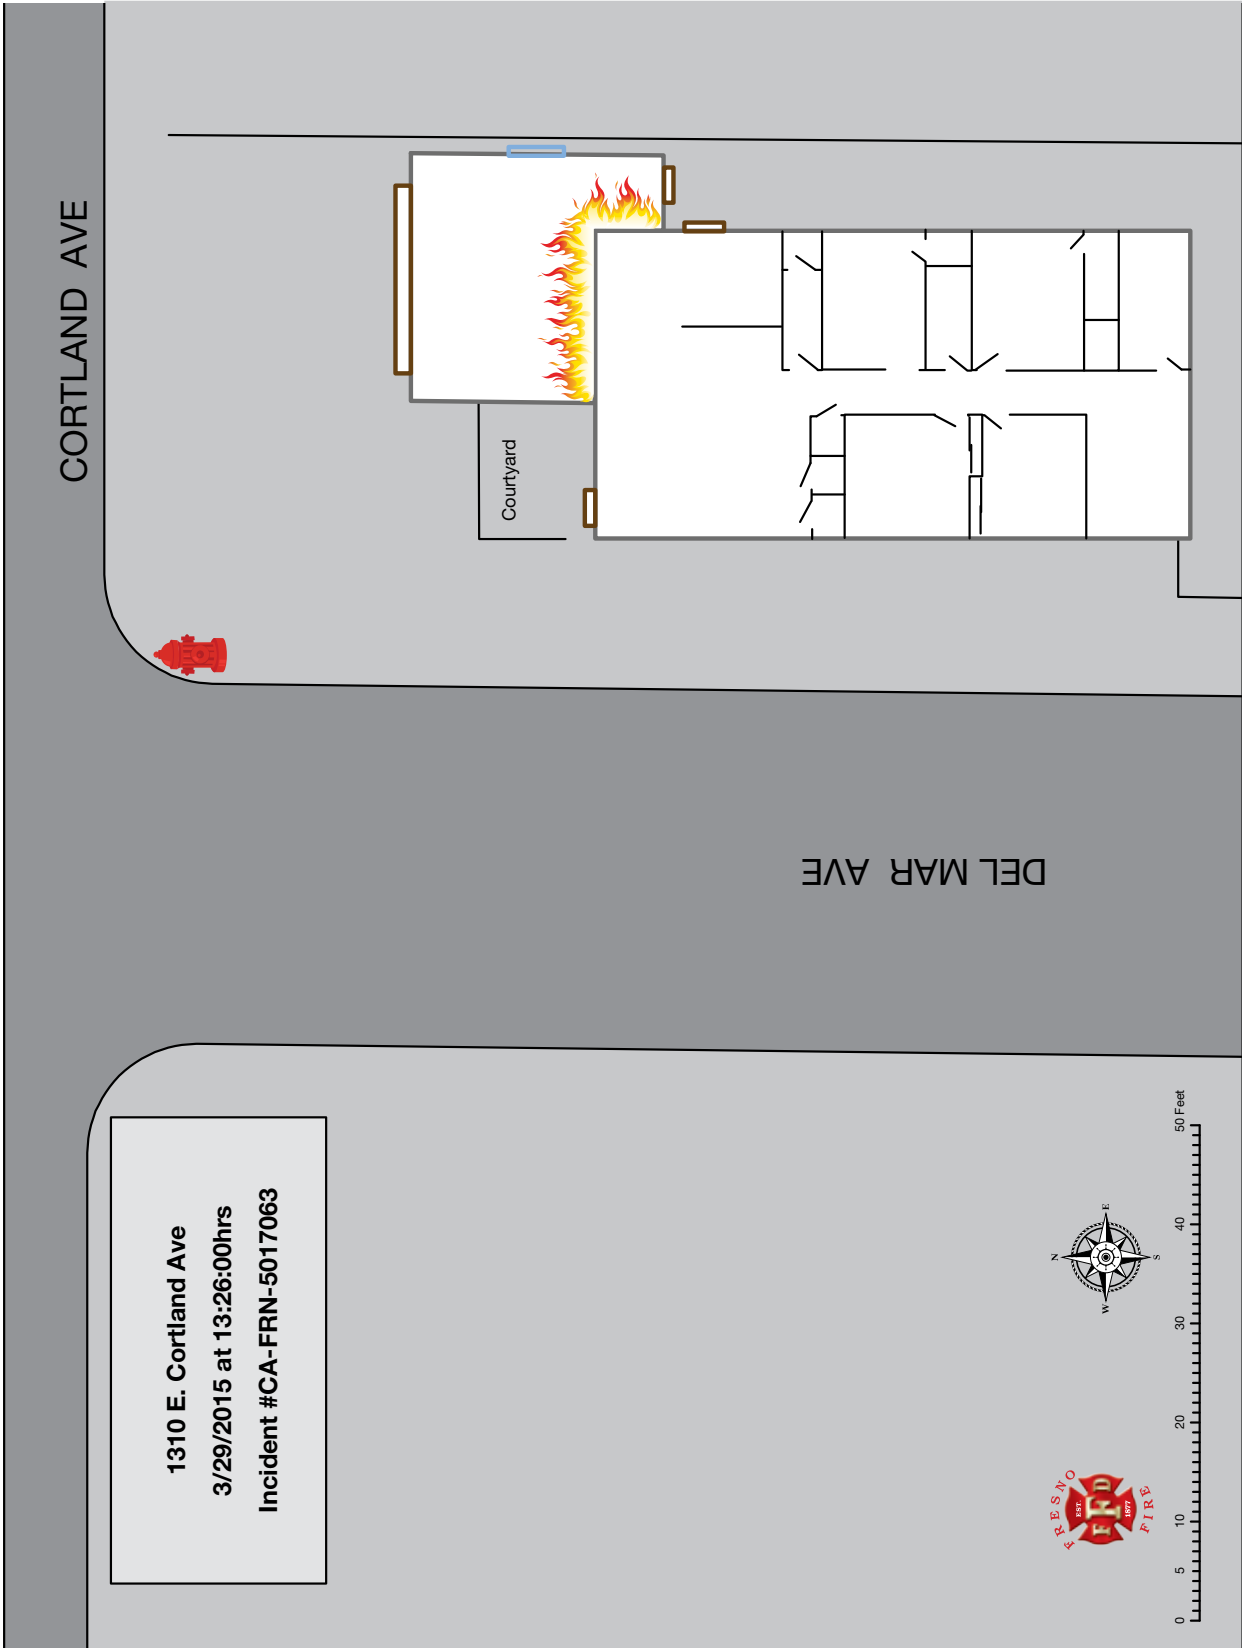 CORTLAND AVE
Courtyard
DEL MAR AVE
1310 E. Cortland Ave
3/29/2015 at 13:26:00hrs
Incident #CA-FRN-5017063
N
E
S
W
FRESNO
EST.
FFD
1877
FIRE
0 5 10 20 30 40 50 Feet